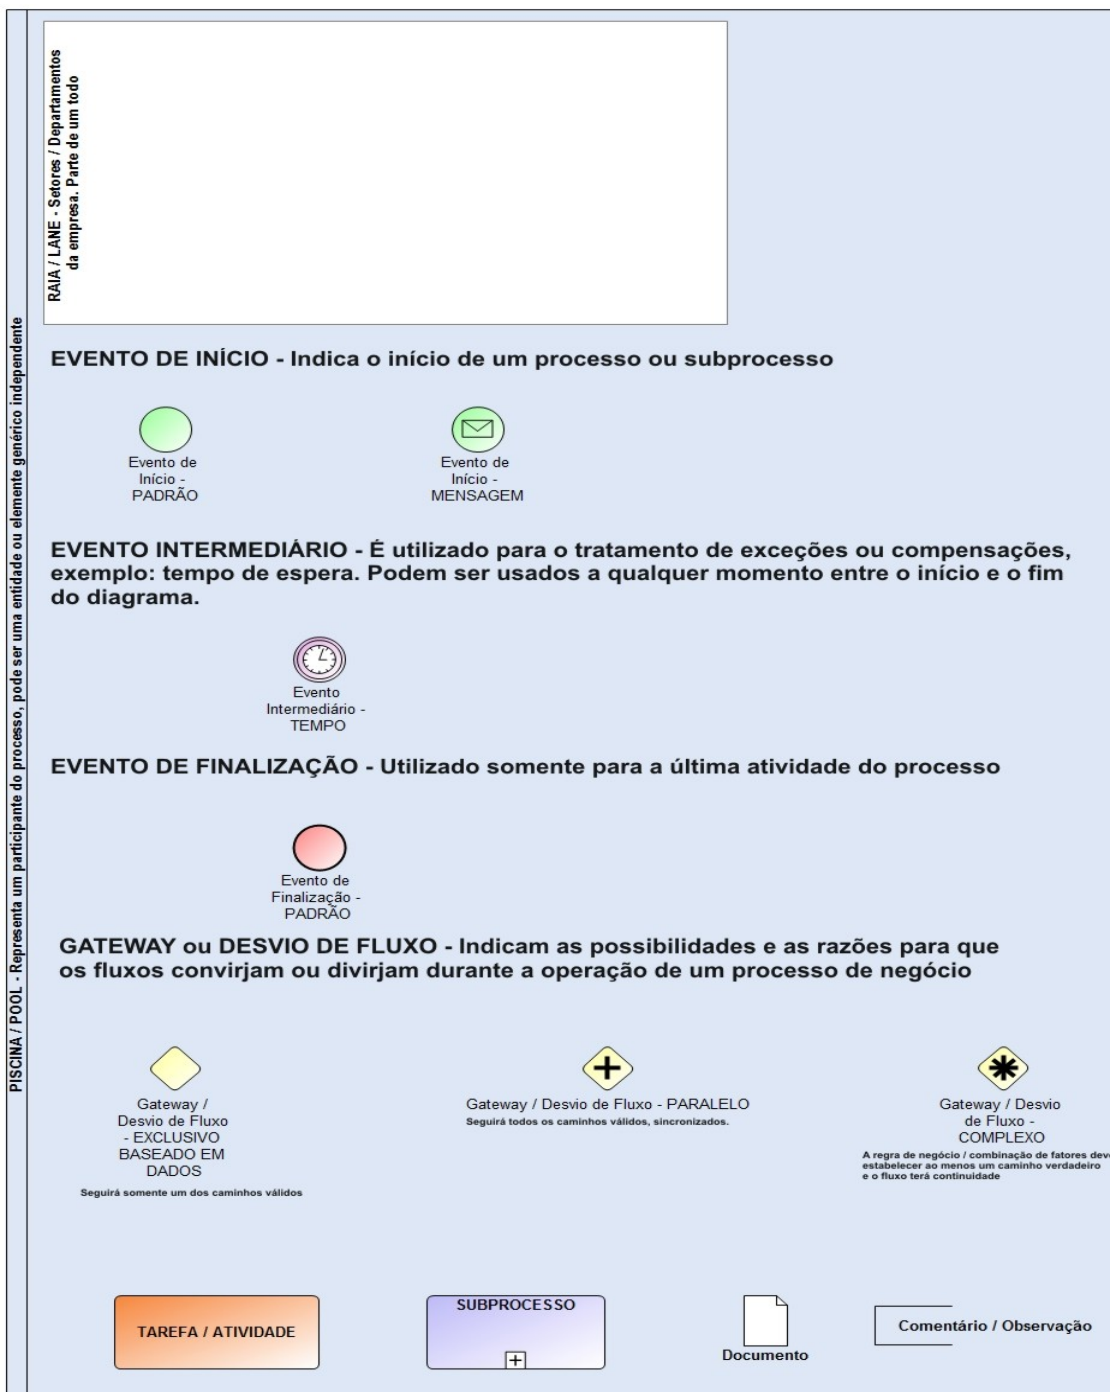 PISCINA / POOL - Representa um participante do processo, pode ser uma entidade ou elemente genérico independente
RAIA / LANE - Setores / Departamentos
da empresa. Parte de um todo
EVENTO DE INÍCIO - Indica o início de um processo ou subprocesso
Evento de
Início -
PADRÃO
Evento de
Início -
MENSAGEM
EVENTO INTERMEDIÁRIO - É utilizado para o tratamento de exceções ou compensações,
exemplo: tempo de espera. Podem ser usados a qualquer momento entre o início e o fim
do diagrama.
Evento
Intermediário -
TEMPO
EVENTO DE FINALIZAÇÃO - Utilizado somente para a última atividade do processo
Evento de
Finalização -
PADRÃO
GATEWAY ou DESVIO DE FLUXO - Indicam as possibilidades e as razões para que
os fluxos convirjam ou divirjam durante a operação de um processo de negócio
Gateway /
Desvio de Fluxo
- EXCLUSIVO
BASEADO EM
DADOS
Seguirá somente um dos caminhos válidos
Gateway / Desvio de Fluxo - PARALELO
Seguirá todos os caminhos válidos, sincronizados.
Gateway / Desvio
de Fluxo -
COMPLEXO
A regra de negócio / combinação de fatores deve
estabelecer ao menos um caminho verdadeiro
e o fluxo terá continuidade
TAREFA / ATIVIDADE
SUBPROCESSO
Documento
Comentário / Observação